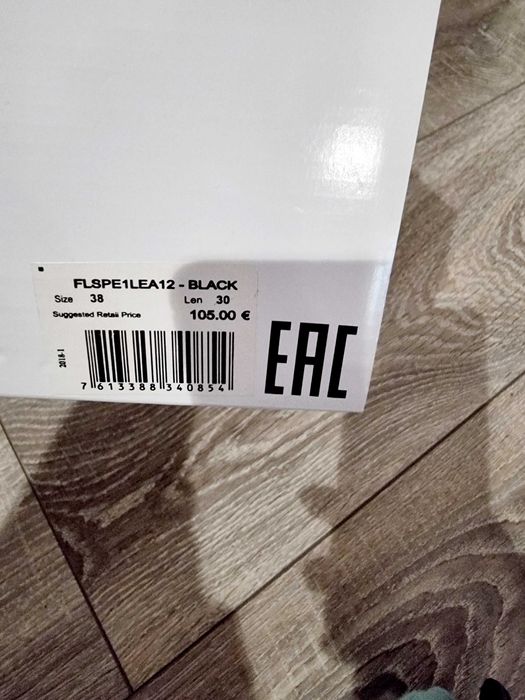 FLSPE1LEA12 - BLACK
Size 38 Len 30
Suggested Retail Price 105.00 €
2018-1
7 613388 340854
EAC